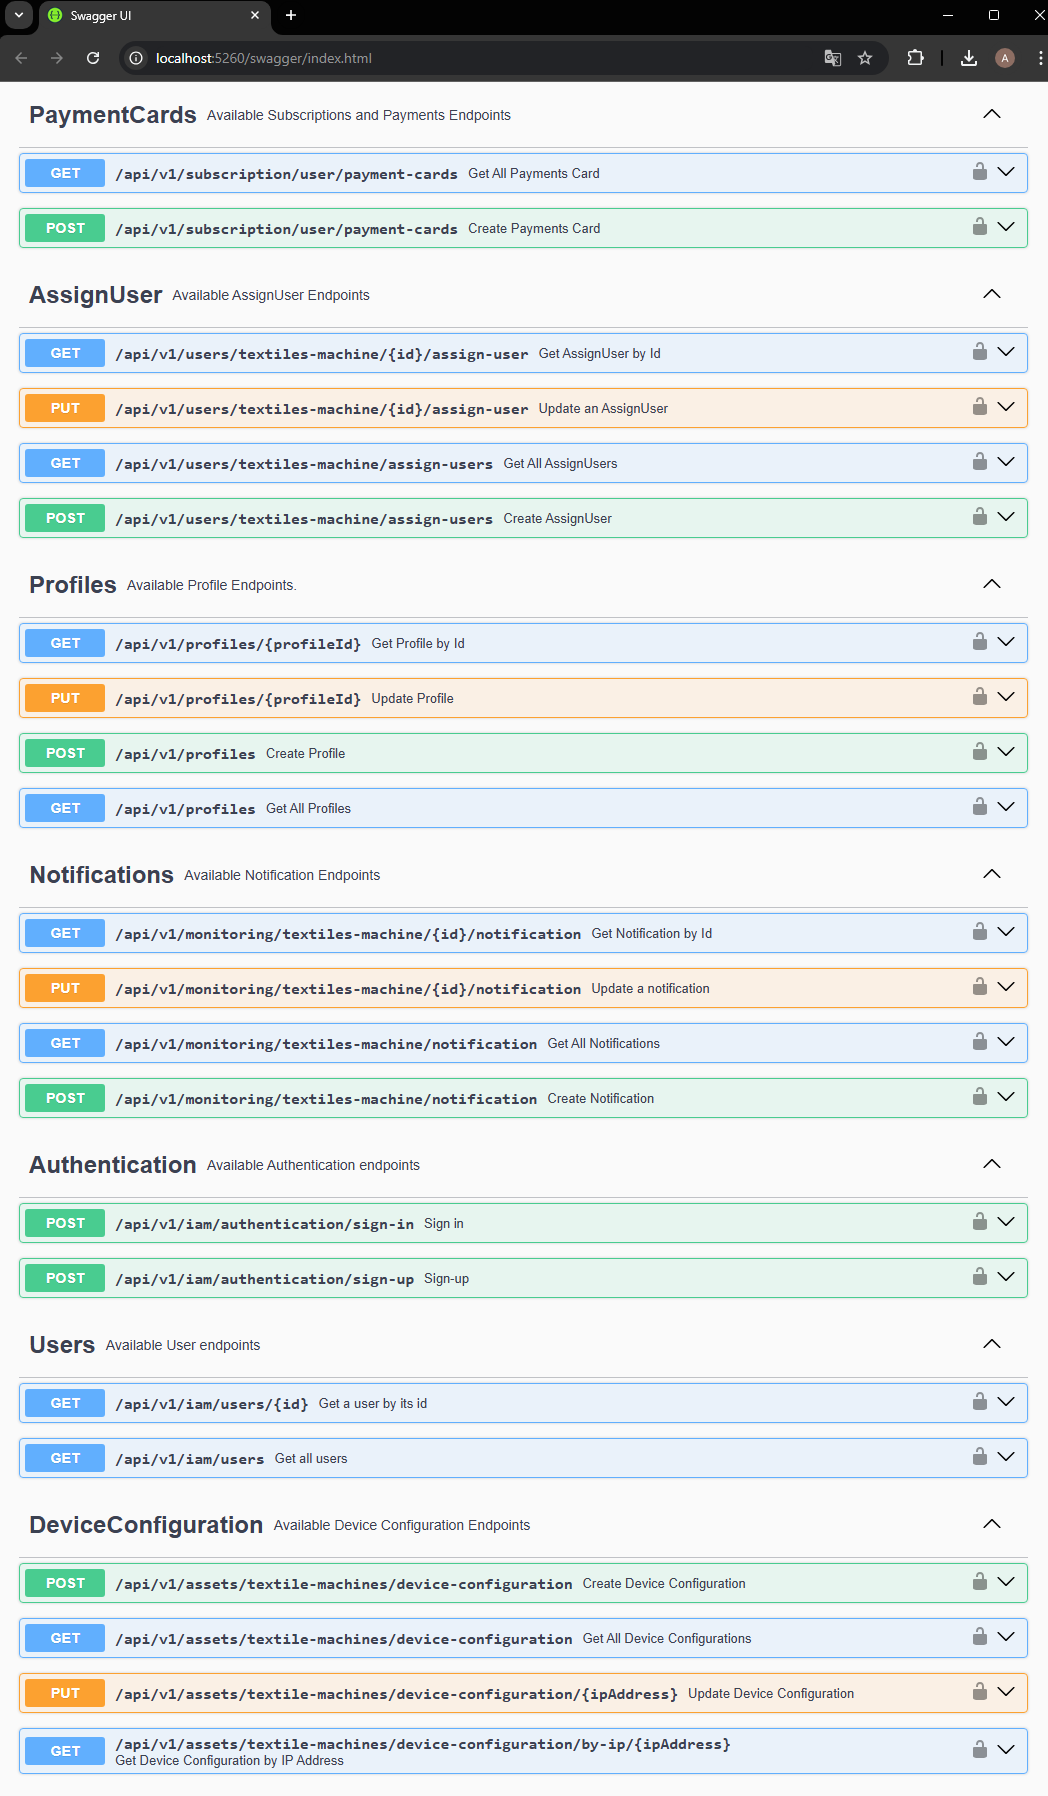 Swagger UI
localhost:5260/swagger/index.html
A
PaymentCards Available Subscriptions and Payments Endpoints
GET /api/v1/subscription/user/payment-cards Get All Payments Card
POST /api/v1/subscription/user/payment-cards Create Payments Card
AssignUser Available AssignUser Endpoints
GET /api/v1/users/textiles-machine/{id}/assign-user Get AssignUser by Id
PUT /api/v1/users/textiles-machine/{id}/assign-user Update an AssignUser
GET /api/v1/users/textiles-machine/assign-users Get All AssignUsers
POST /api/v1/users/textiles-machine/assign-users Create AssignUser
Profiles Available Profile Endpoints.
GET /api/v1/profiles/{profileId} Get Profile by Id
PUT /api/v1/profiles/{profileId} Update Profile
POST /api/v1/profiles Create Profile
GET /api/v1/profiles Get All Profiles
Notifications Available Notification Endpoints
GET /api/v1/monitoring/textiles-machine/{id}/notification Get Notification by Id
PUT /api/v1/monitoring/textiles-machine/{id}/notification Update a notification
GET /api/v1/monitoring/textiles-machine/notification Get All Notifications
POST /api/v1/monitoring/textiles-machine/notification Create Notification
Authentication Available Authentication endpoints
POST /api/v1/iam/authentication/sign-in Sign in
POST /api/v1/iam/authentication/sign-up Sign-up
Users Available User endpoints
GET /api/v1/iam/users/{id} Get a user by its id
GET /api/v1/iam/users Get all users
DeviceConfiguration Available Device Configuration Endpoints
POST /api/v1/assets/textile-machines/device-configuration Create Device Configuration
GET /api/v1/assets/textile-machines/device-configuration Get All Device Configurations
PUT /api/v1/assets/textile-machines/device-configuration/{ipAddress} Update Device Configuration
GET /api/v1/assets/textile-machines/device-configuration/by-ip/{ipAddress}
Get Device Configuration by IP Address